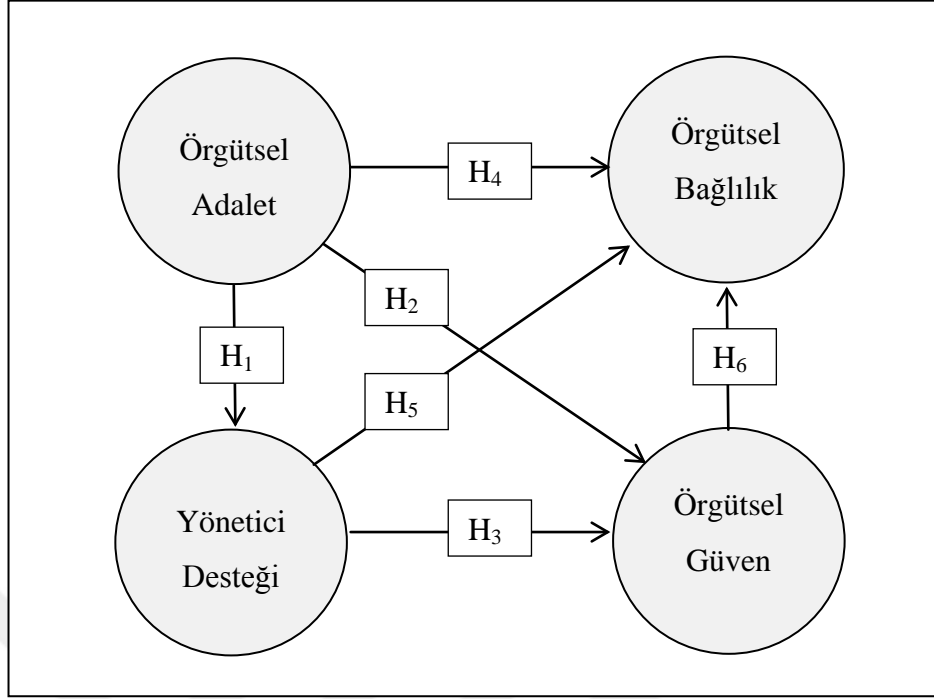 Örgütsel
Adalet
H₄
Örgütsel
Bağlılık
H₂
H₁
H₆
H₅
Yönetici
Desteği
H₃
Örgütsel
Güven